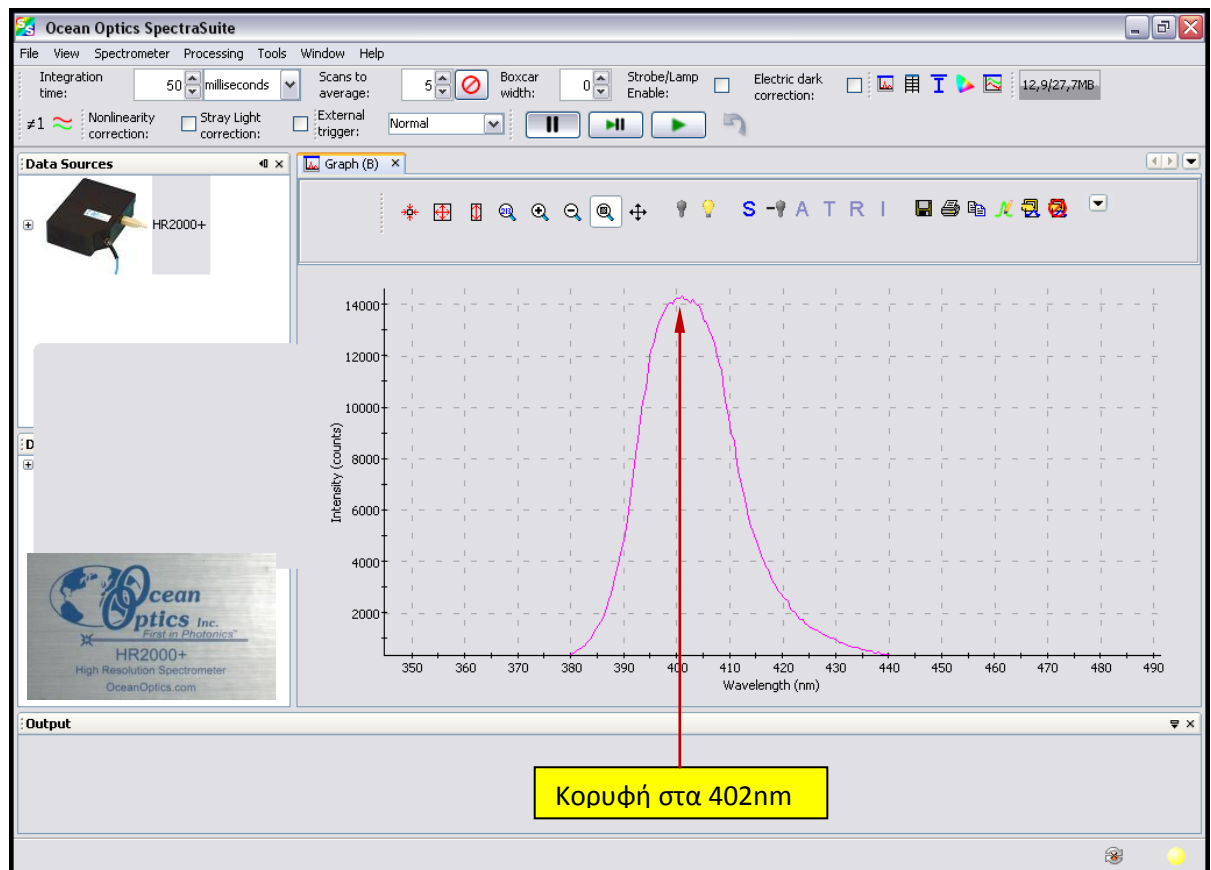 Ocean Optics SpectraSuite
File View Spectrometer Processing Tools Window Help
Integration time: 50 milliseconds Scans to average: 5 Boxcar width: 0 Strobe/Lamp Enable: Electric dark correction: 12,9/27,7MB
≠1 Nonlinearity correction: Stray Light correction: External trigger: Normal
Data Sources
Graph (B)
HR2000+
S A T R I
14000
12000
10000
8000
6000
4000
2000
Intensity (counts)
350 360 370 380 390 400 410 420 430 440 450 460 470 480 490
Wavelength (nm)
D
Ocean
Optics Inc.
First in Photonics™
HR2000+
High Resolution Spectrometer
OceanOptics.com
Output
Κορυφή στα 402nm